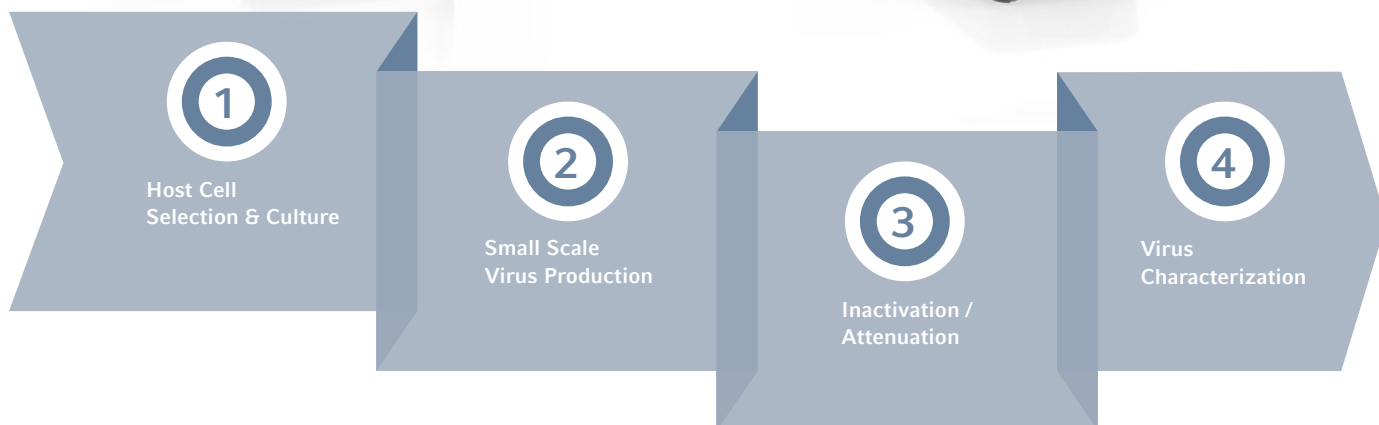 1
Host Cell
Selection & Culture
2
Small Scale
Virus Production
3
Inactivation /
Attenuation
4
Virus
Characterization